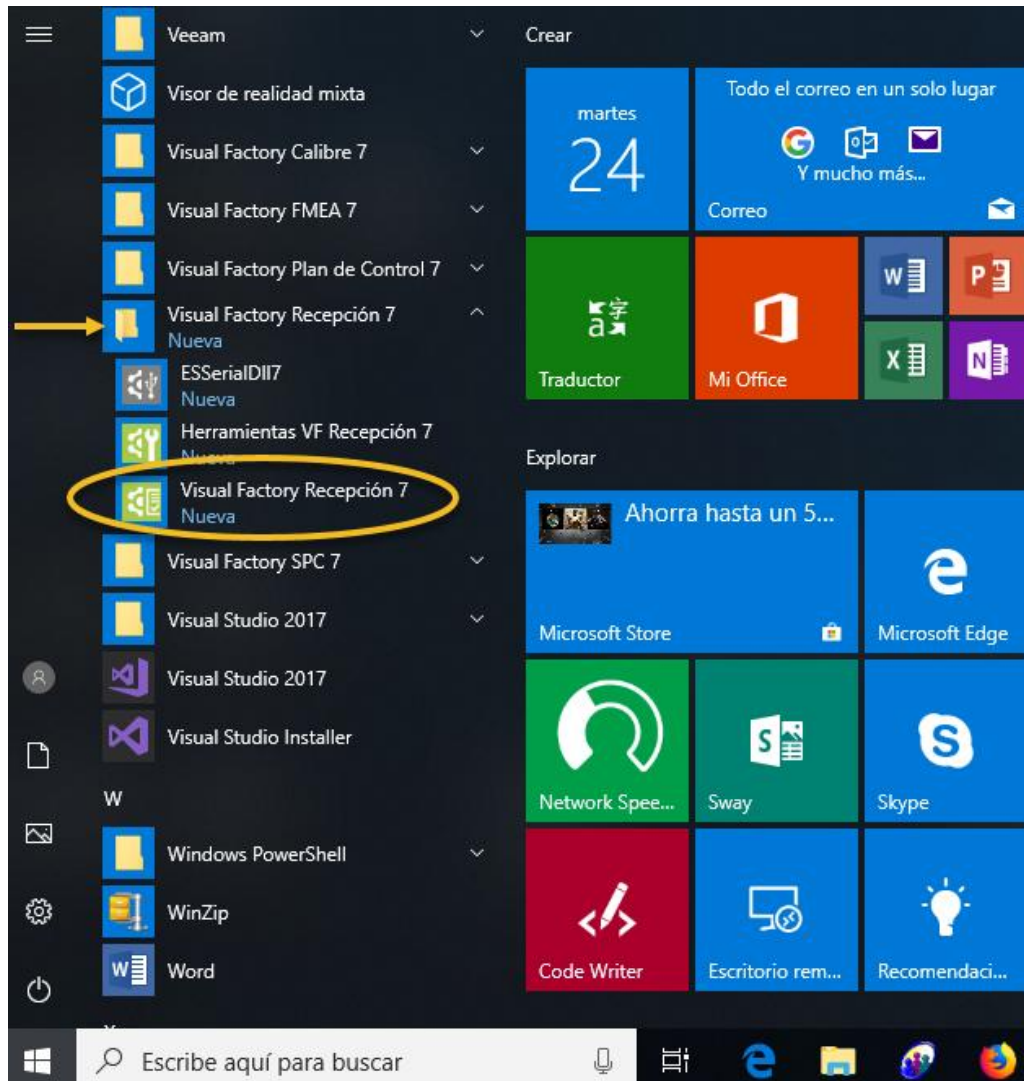 Veeam
Visor de realidad mixta
Visual Factory Calibre 7
Visual Factory FMEA 7
Visual Factory Plan de Control 7
Visual Factory Recepción 7
Nueva
ESSerialDll7
Nueva
Herramientas VF Recepción 7
Nueva
Visual Factory Recepción 7
Nueva
Visual Factory SPC 7
Visual Studio 2017
Visual Studio 2017
Visual Studio Installer
W
Windows PowerShell
WinZip
Word
Crear
martes
24
Todo el correo en un solo lugar
Y mucho más...
Correo
Traductor
Mi Office
Explorar
Ahorra hasta un 5...
Microsoft Store
Microsoft Edge
Network Spee...
Sway
Skype
Code Writer
Escritorio rem...
Recomendaci...
Escribe aquí para buscar